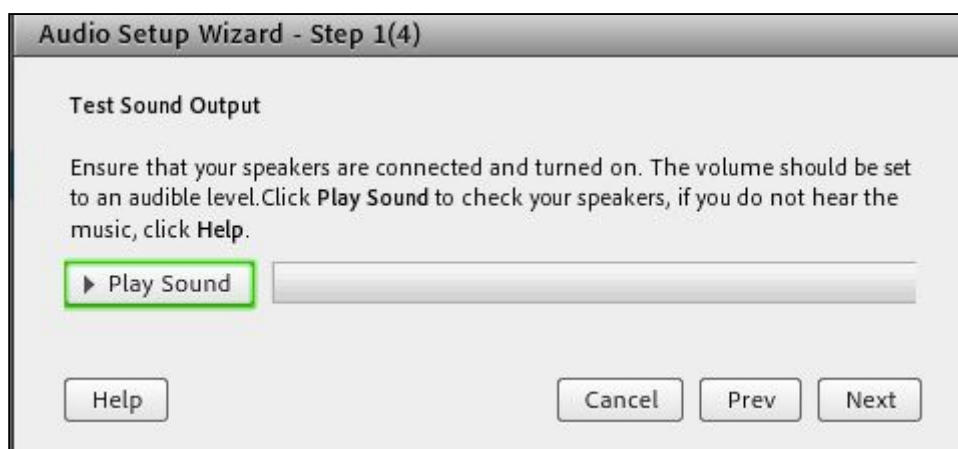 Audio Setup Wizard - Step 1(4)
Test Sound Output
Ensure that your speakers are connected and turned on. The volume should be set
to an audible level.Click Play Sound to check your speakers, if you do not hear the
music, click Help.
Play Sound
Help
Cancel
Prev
Next